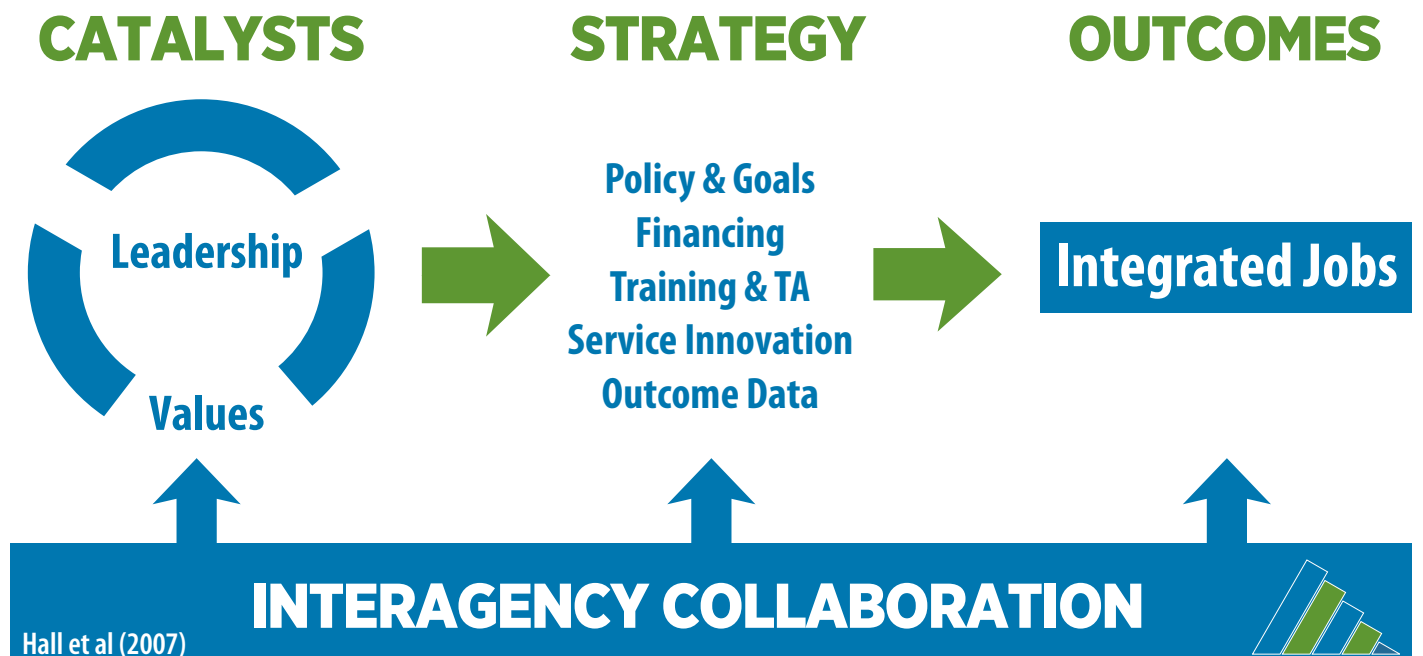 CATALYSTS
Leadership
Values
STRATEGY
Policy & Goals
Financing
Training & TA
Service Innovation
Outcome Data
OUTCOMES
Integrated Jobs
INTERAGENCY COLLABORATION
Hall et al (2007)